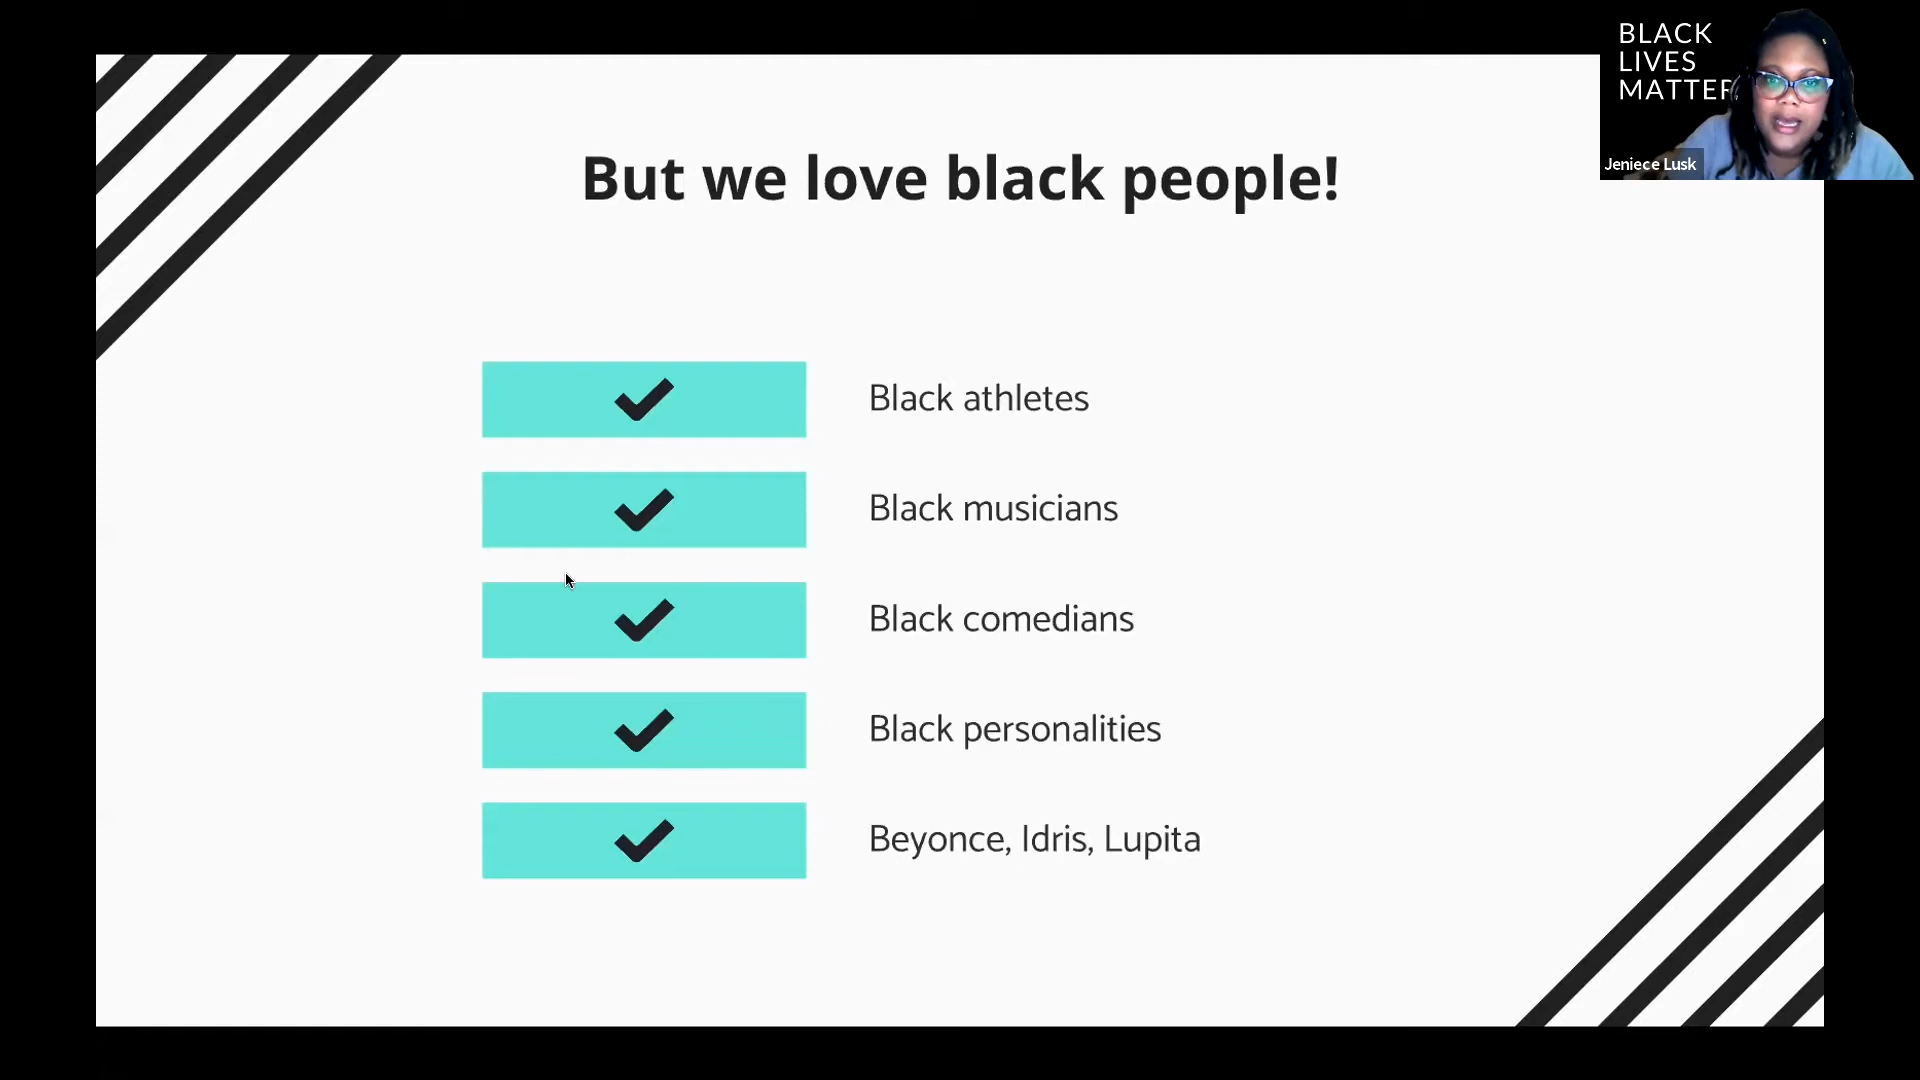 BLACK
LIVES
MATTER
Jeniece Lusk
But we love black people!
Black athletes
Black musicians
Black comedians
Black personalities
Beyonce, Idris, Lupita